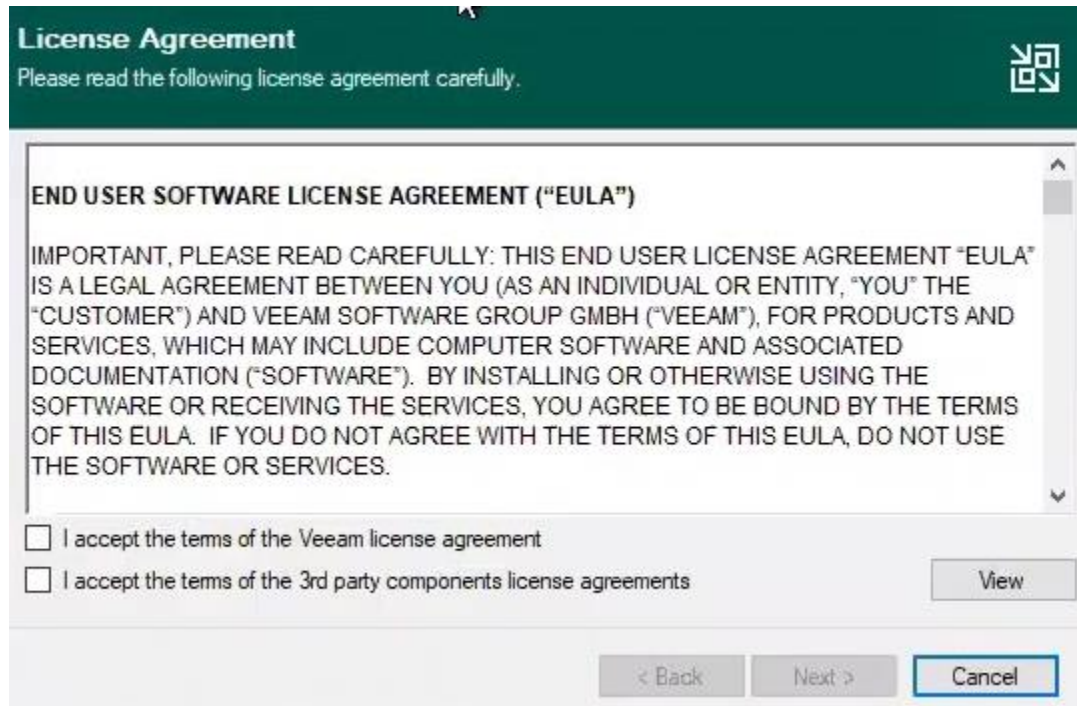 License Agreement
Please read the following license agreement carefully.
END USER SOFTWARE LICENSE AGREEMENT (“EULA”)
IMPORTANT, PLEASE READ CAREFULLY: THIS END USER LICENSE AGREEMENT “EULA”
IS A LEGAL AGREEMENT BETWEEN YOU (AS AN INDIVIDUAL OR ENTITY, “YOU” THE
“CUSTOMER”) AND VEEAM SOFTWARE GROUP GMBH (“VEEAM”), FOR PRODUCTS AND
SERVICES, WHICH MAY INCLUDE COMPUTER SOFTWARE AND ASSOCIATED
DOCUMENTATION (“SOFTWARE”).  BY INSTALLING OR OTHERWISE USING THE
SOFTWARE OR RECEIVING THE SERVICES, YOU AGREE TO BE BOUND BY THE TERMS
OF THIS EULA.  IF YOU DO NOT AGREE WITH THE TERMS OF THIS EULA, DO NOT USE
THE SOFTWARE OR SERVICES.
I accept the terms of the Veeam license agreement
I accept the terms of the 3rd party components license agreements
View
< Back
Next >
Cancel